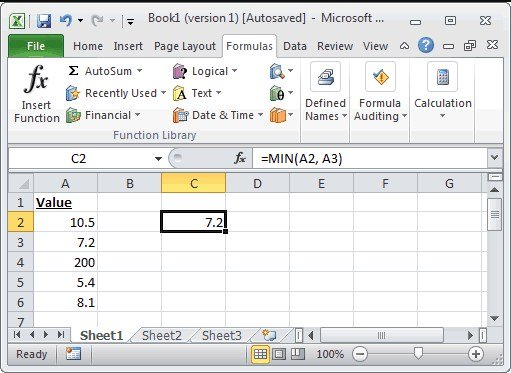 Book1 (version 1) [Autosaved] - Microsoft ...
File Home Insert Page Layout Formulas Data Review View
Insert Function
Σ AutoSum
Recently Used
Financial
Logical
Text
Date & Time
θ
Defined Names
Formula Auditing
Calculation
Function Library
C2 fx =MIN(A2, A3)
A B C D E F G
1 Value
2 10.5 7.2
3 7.2
4 200
5 5.4
6 8.1
7
Sheet1 Sheet2 Sheet3
Ready 100%